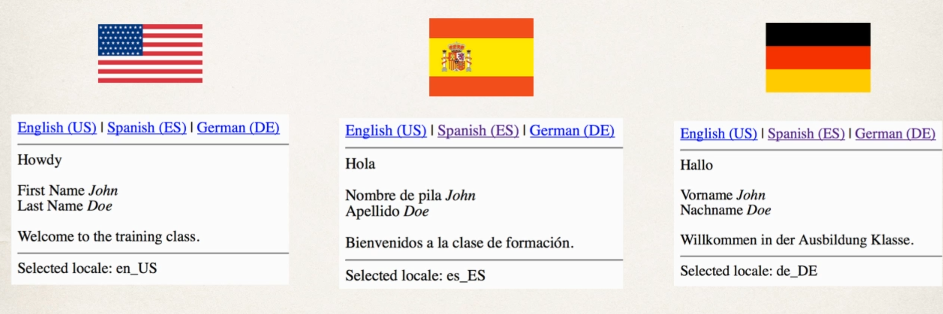 English (US) | Spanish (ES) | German (DE)
Howdy
First Name John
Last Name Doe
Welcome to the training class.
Selected locale: en_US
English (US) | Spanish (ES) | German (DE)
Hola
Nombre de pila John
Apellido Doe
Bienvenidos a la clase de formación.
Selected locale: es_ES
English (US) | Spanish (ES) | German (DE)
Hallo
Vorname John
Nachname Doe
Willkommen in der Ausbildung Klasse.
Selected locale: de_DE